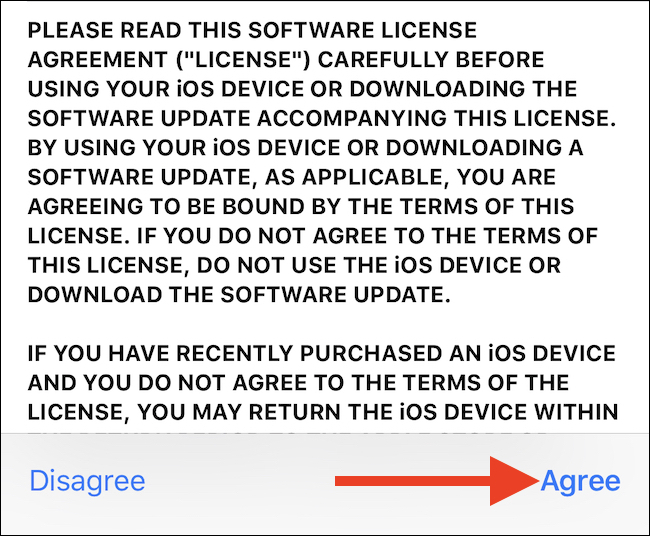 PLEASE READ THIS SOFTWARE LICENSE
AGREEMENT ("LICENSE") CAREFULLY BEFORE
USING YOUR iOS DEVICE OR DOWNLOADING THE
SOFTWARE UPDATE ACCOMPANYING THIS LICENSE.
BY USING YOUR iOS DEVICE OR DOWNLOADING A
SOFTWARE UPDATE, AS APPLICABLE, YOU ARE
AGREEING TO BE BOUND BY THE TERMS OF THIS
LICENSE. IF YOU DO NOT AGREE TO THE TERMS OF
THIS LICENSE, DO NOT USE THE iOS DEVICE OR
DOWNLOAD THE SOFTWARE UPDATE.
IF YOU HAVE RECENTLY PURCHASED AN iOS DEVICE
AND YOU DO NOT AGREE TO THE TERMS OF THE
LICENSE, YOU MAY RETURN THE iOS DEVICE WITHIN
Disagree Agree